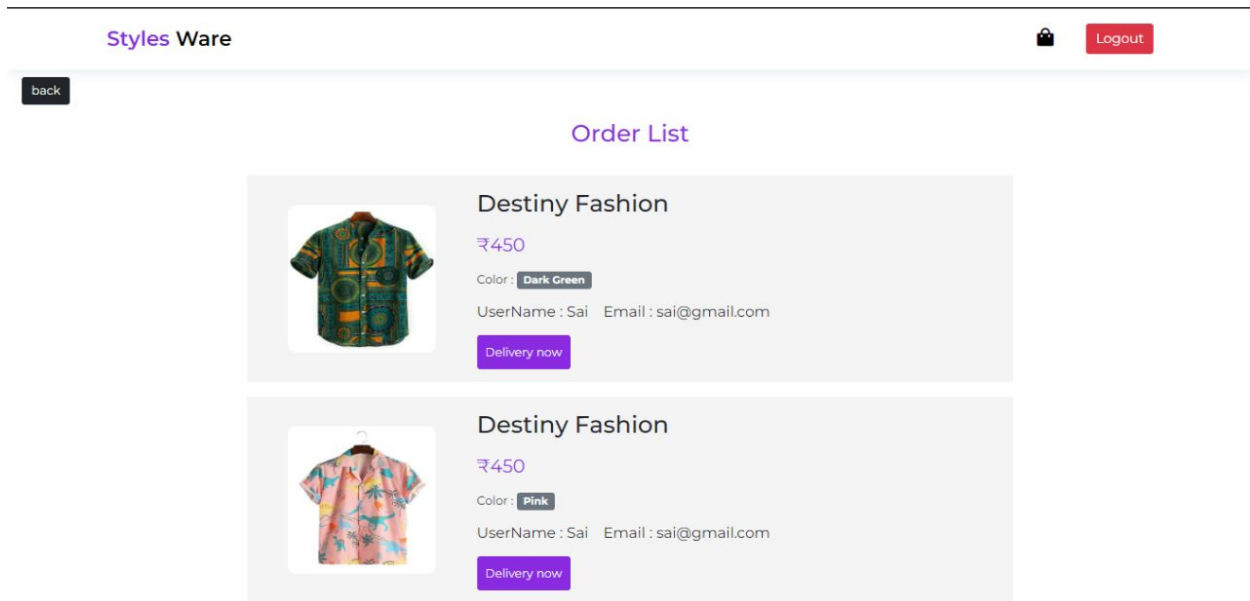 Styles Ware
Logout
back
Order List
Destiny Fashion
₹450
Color : Dark Green
UserName : Sai Email : sai@gmail.com
Delivery now
Destiny Fashion
₹450
Color : Pink
UserName : Sai Email : sai@gmail.com
Delivery now